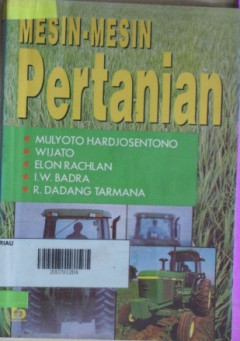 MESIN-MESIN
Pertanian
MULYOTO HARDJOSENTONO
WIJATO
ELON RACHLAN
I.W. BADRA
R. DADANG TARMANA
RIAU